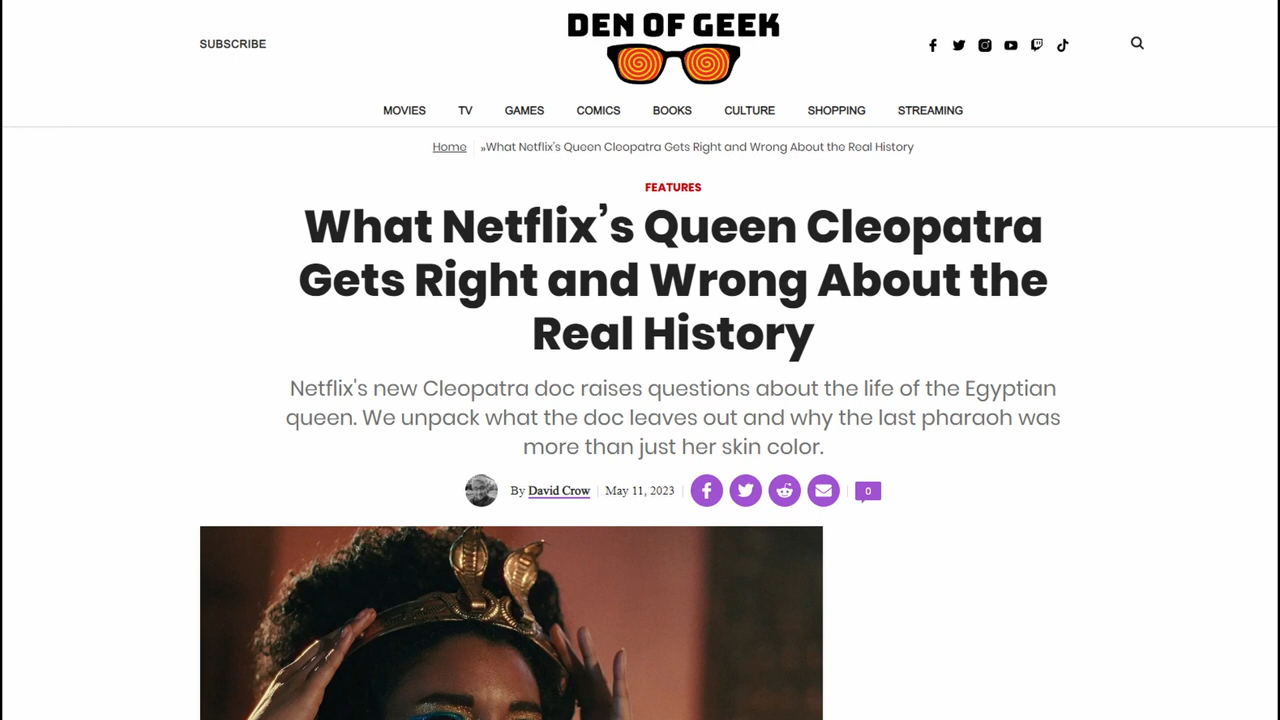 DEN OF GEEK
SUBSCRIBE
MOVIES TV GAMES COMICS BOOKS CULTURE SHOPPING STREAMING
Home »What Netflix's Queen Cleopatra Gets Right and Wrong About the Real History
FEATURES
What Netflix’s Queen Cleopatra
Gets Right and Wrong About the
Real History
Netflix's new Cleopatra doc raises questions about the life of the Egyptian
queen. We unpack what the doc leaves out and why the last pharaoh was
more than just her skin color.
By David Crow | May 11, 2023 | | 0